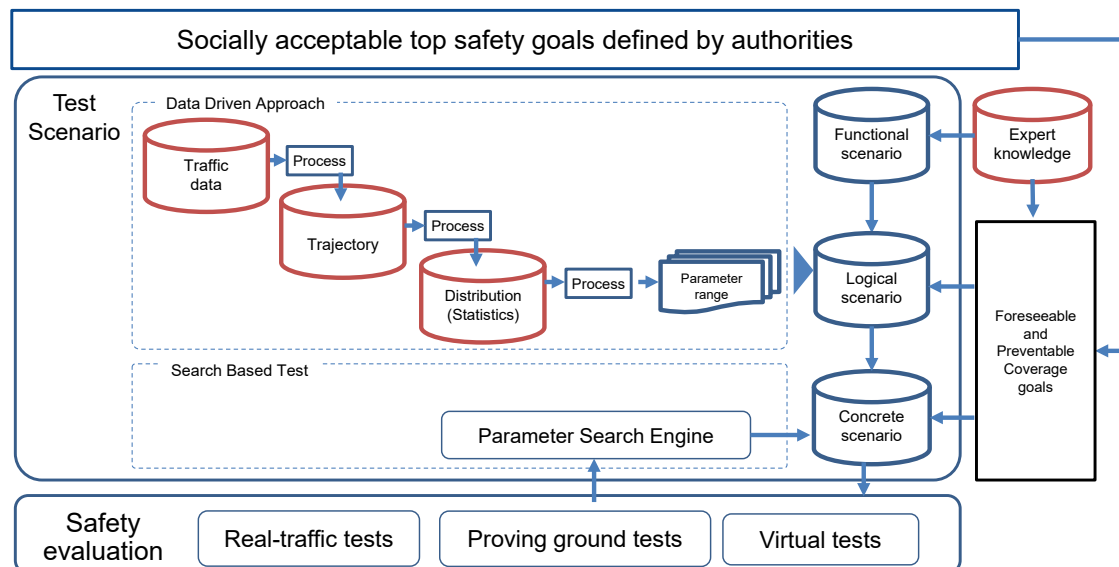 Socially acceptable top safety goals defined by authorities
Test
Scenario
Data Driven Approach
Traffic
data
Process
Trajectory
Process
Distribution
(Statistics)
Process
Parameter
range
Functional
scenario
Expert
knowledge
Logical
scenario
Foreseeable
and
Preventable
Coverage
goals
Search Based Test
Parameter Search Engine
Concrete
scenario
Safety
evaluation
Real-traffic tests
Proving ground tests
Virtual tests